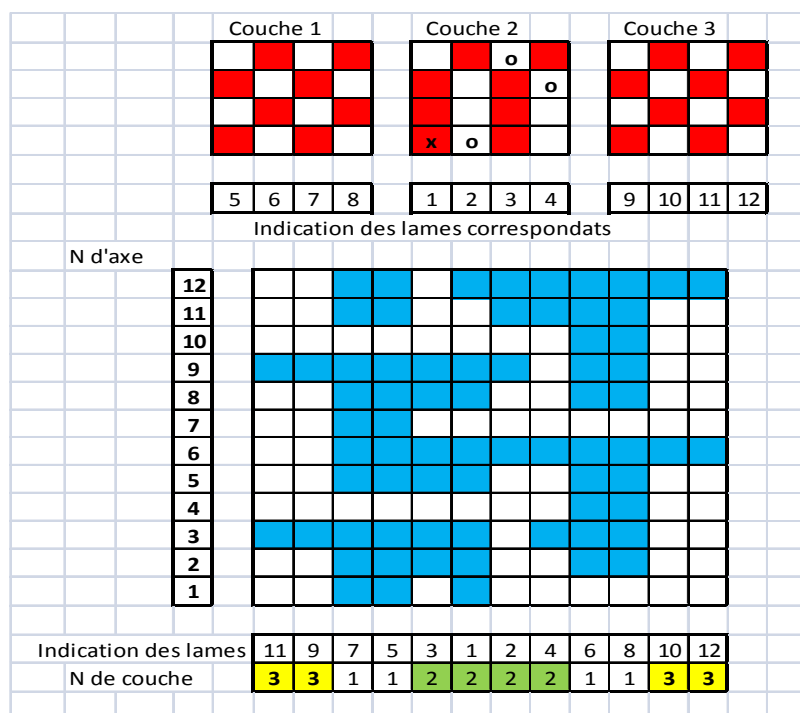 Couche 1 Couche 2 Couche 3
o
o
x o
5 6 7 8 1 2 3 4 9 10 11 12
Indication des lames correspondats
N d'axe
12
11
10
9
8
7
6
5
4
3
2
1
Indication des lames 11 9 7 5 3 1 2 4 6 8 10 12
N de couche 3 3 1 1 2 2 2 2 1 1 3 3